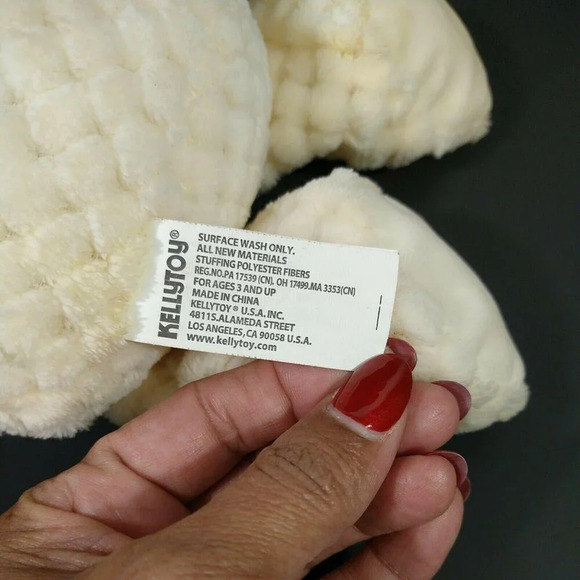 KELLYTOY®
SURFACE WASH ONLY.
ALL NEW MATERIALS
STUFFING POLYESTER FIBERS
REG.NO.PA 17539 (CN). OH 17499.MA 3353(CN)
FOR AGES 3 AND UP
MADE IN CHINA
KELLYTOY® U.S.A. INC.
4811S.ALAMEDA STREET
LOS ANGELES,CA 90058 U.S.A.
www.kellytoy.com